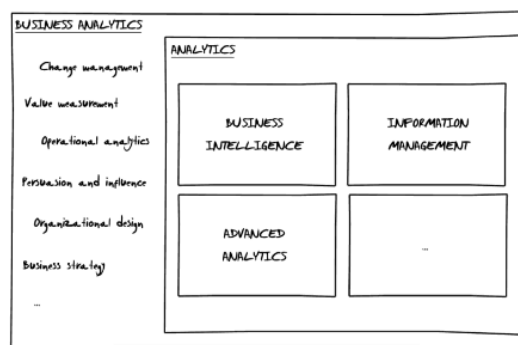 BUSINESS ANALYTICS
Change management
Value measurement
Operational analytics
Persuasion and influence
Organizational design
Business strategy
...
ANALYTICS
BUSINESS
INTELLIGENCE
INFORMATION
MANAGEMENT
ADVANCED
ANALYTICS
...